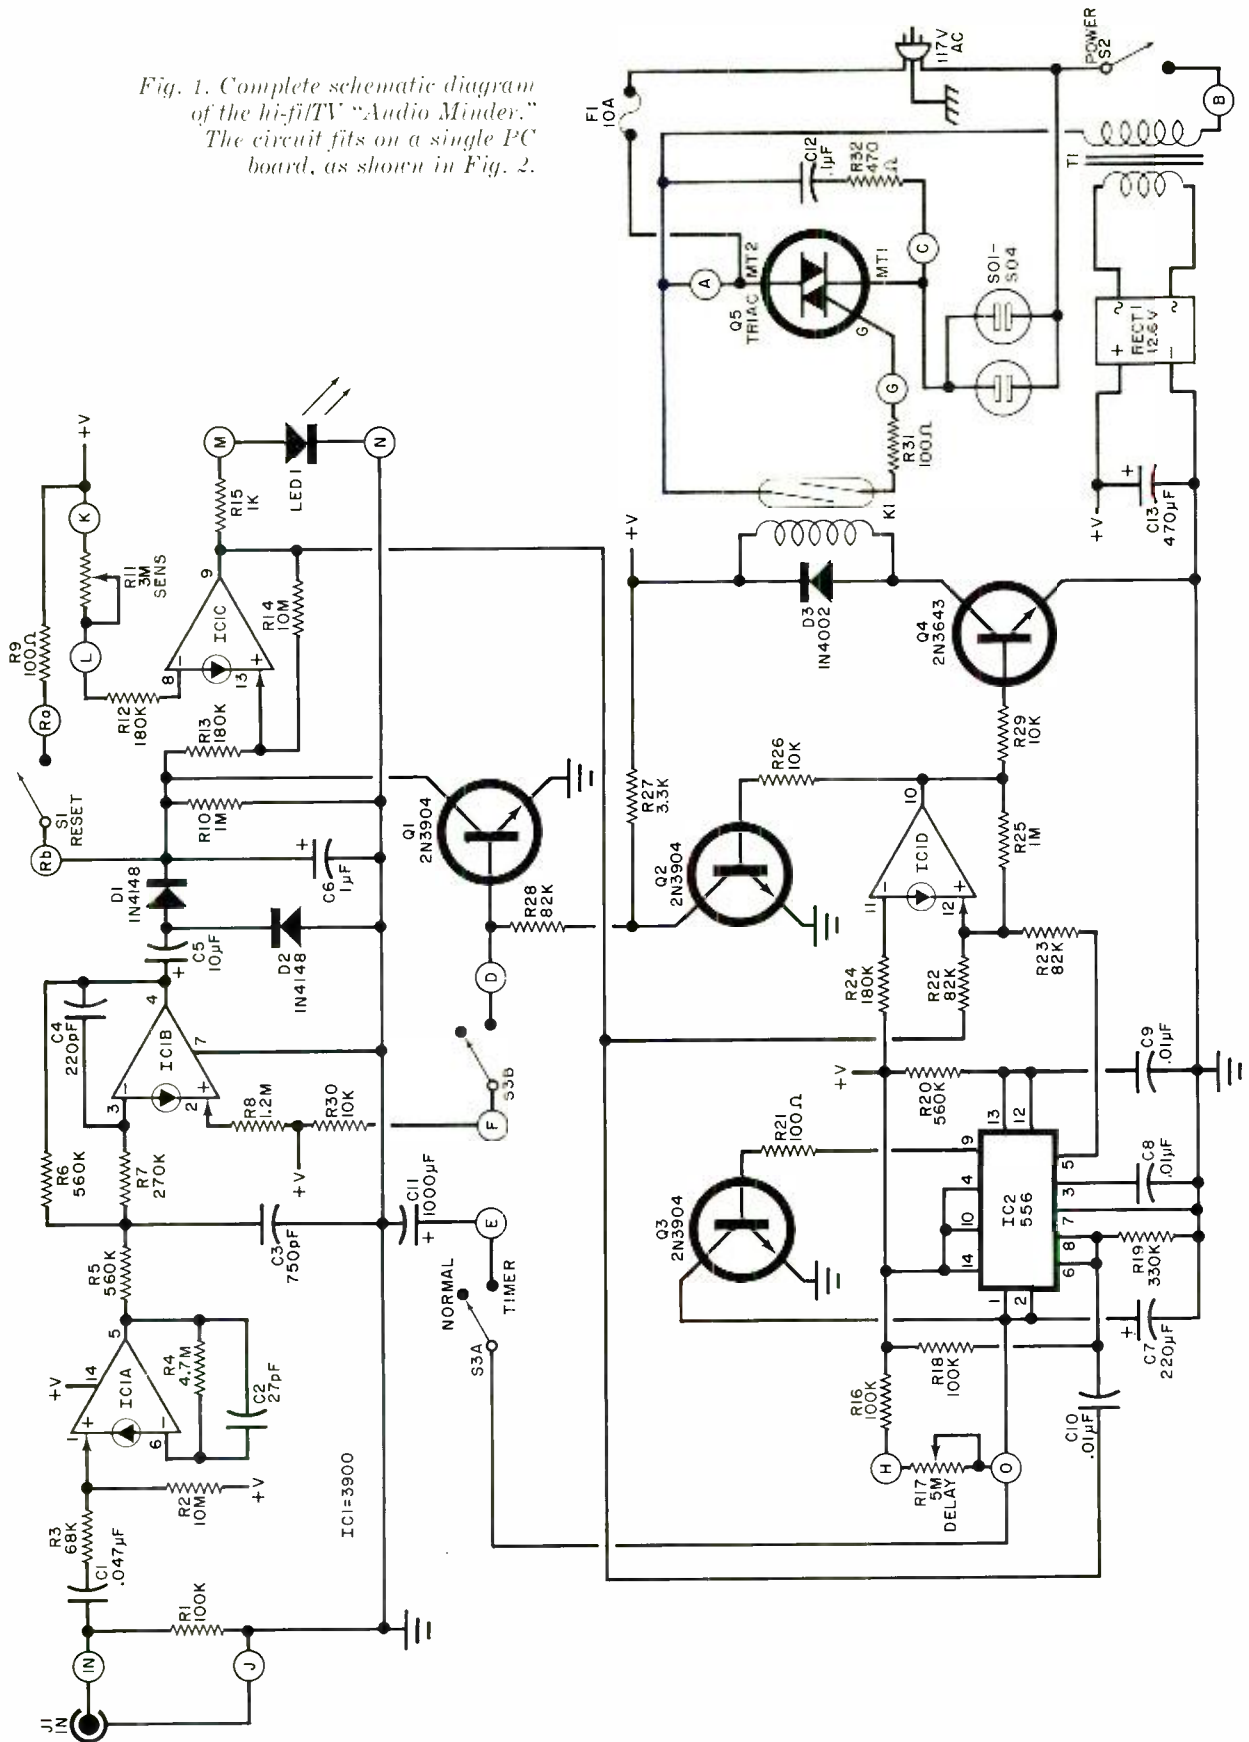 Fig. 1. Complete schematic diagram
of the hi-fi/TV "Audio Minder."
The circuit fits on a single PC
board, as shown in Fig. 2.
J1
IN
IN
J
R1
100K
C1
.047µF
R3
68K
R2
10M
+V
+V
1
+
14
IC1A
5
6
−
R4
4.7M
C2
27pF
IC1=3900
R5
560K
R6
560K
R7
270K
C3
750pF
C4
220pF
3
−
IC1B
4
2
+
7
R8
1.2M
+V
R30
10K
F
S3B
D
C11
1000µF
+
E
NORMAL
TIMER
S3A
C5
10µF
+
D1
1N4148
D2
1N4148
C6
1µF
+
R10
1M
Rb
S1
RESET
Ra
R9
100Ω
+V
K
R11
3M
SENS
L
R12
180K
R13
180K
8
−
IC1C
9
13
+
R14
10M
R15
1K
M
LED1
N
Q1
2N3904
R28
82K
R27
3.3K
+V
Q2
2N3904
R26
10K
11
−
IC1D
10
12
+
R24
180K
R22
82K
R23
82K
R25
1M
R29
10K
Q4
2N3643
D3
1N4002
K1
+V
R20
560K
R21
100Ω
Q3
2N3904
IC2
556
14
10
4
9
13
12
1
2
6
8
7
3
5
C9
.01µF
C8
.01µF
R19
330K
C7
220µF
+
C10
.01µF
R16
100K
R18
100K
H
R17
5M
DELAY
O
F1
10A
117V
AC
POWER
S2
B
T1
C12
.1µF
R32
470
Ω
A
MT2
Q5
TRIAC
MT1
G
C
G
R31
100Ω
SO1-
SO4
RECT1
12.6V
+
−
~
~
+V
C13
470µF
+